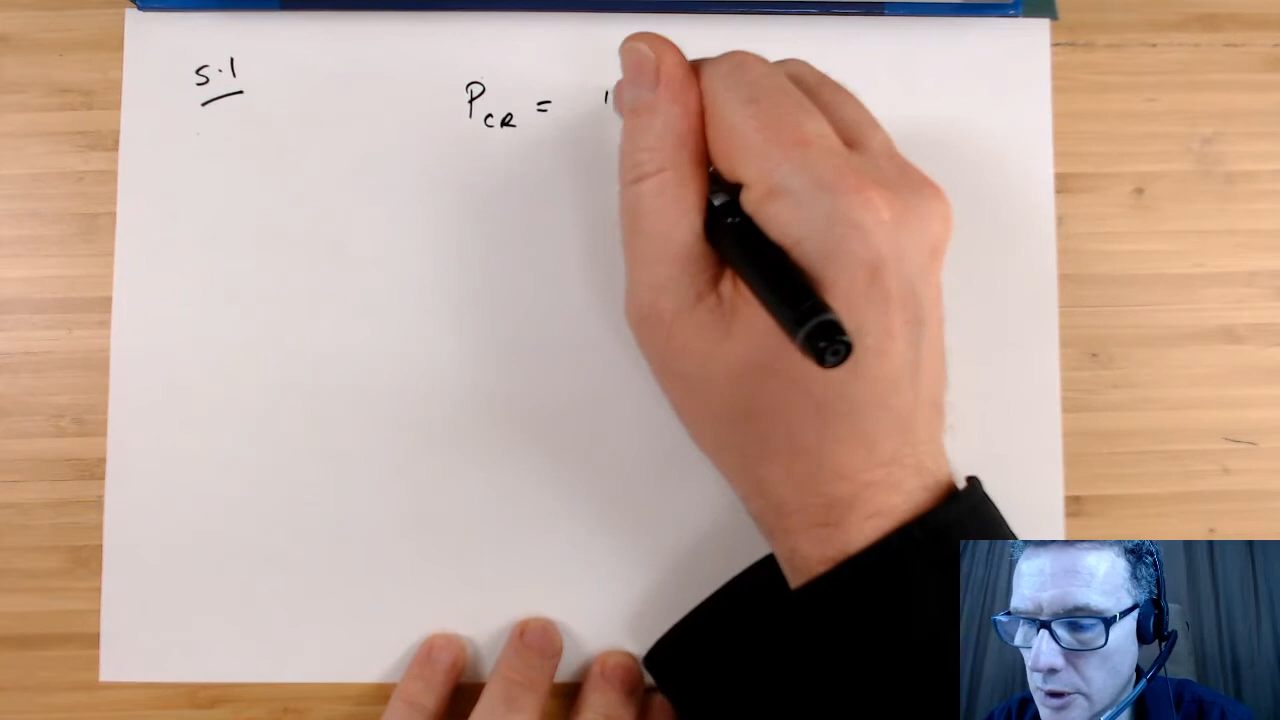 5.1
P_CR =